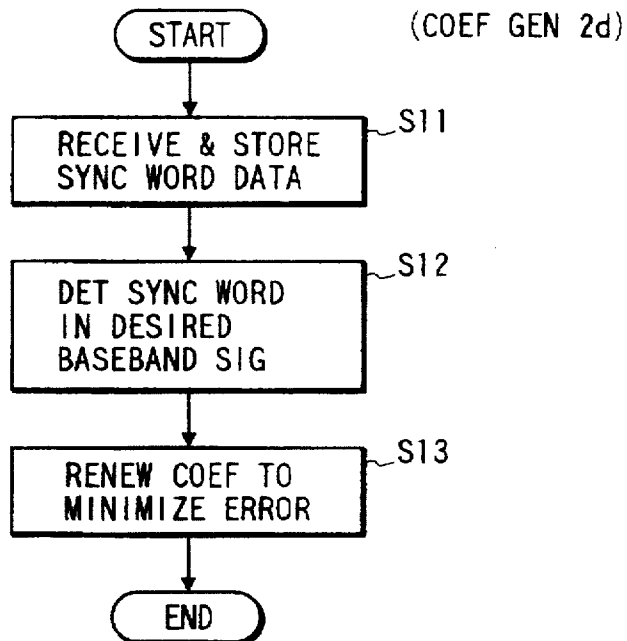 START
(COEF GEN 2d)
S11
RECEIVE & STORE
SYNC WORD DATA
S12
DET SYNC WORD
IN DESIRED
BASEBAND SIG
S13
RENEW COEF TO
MINIMIZE ERROR
END